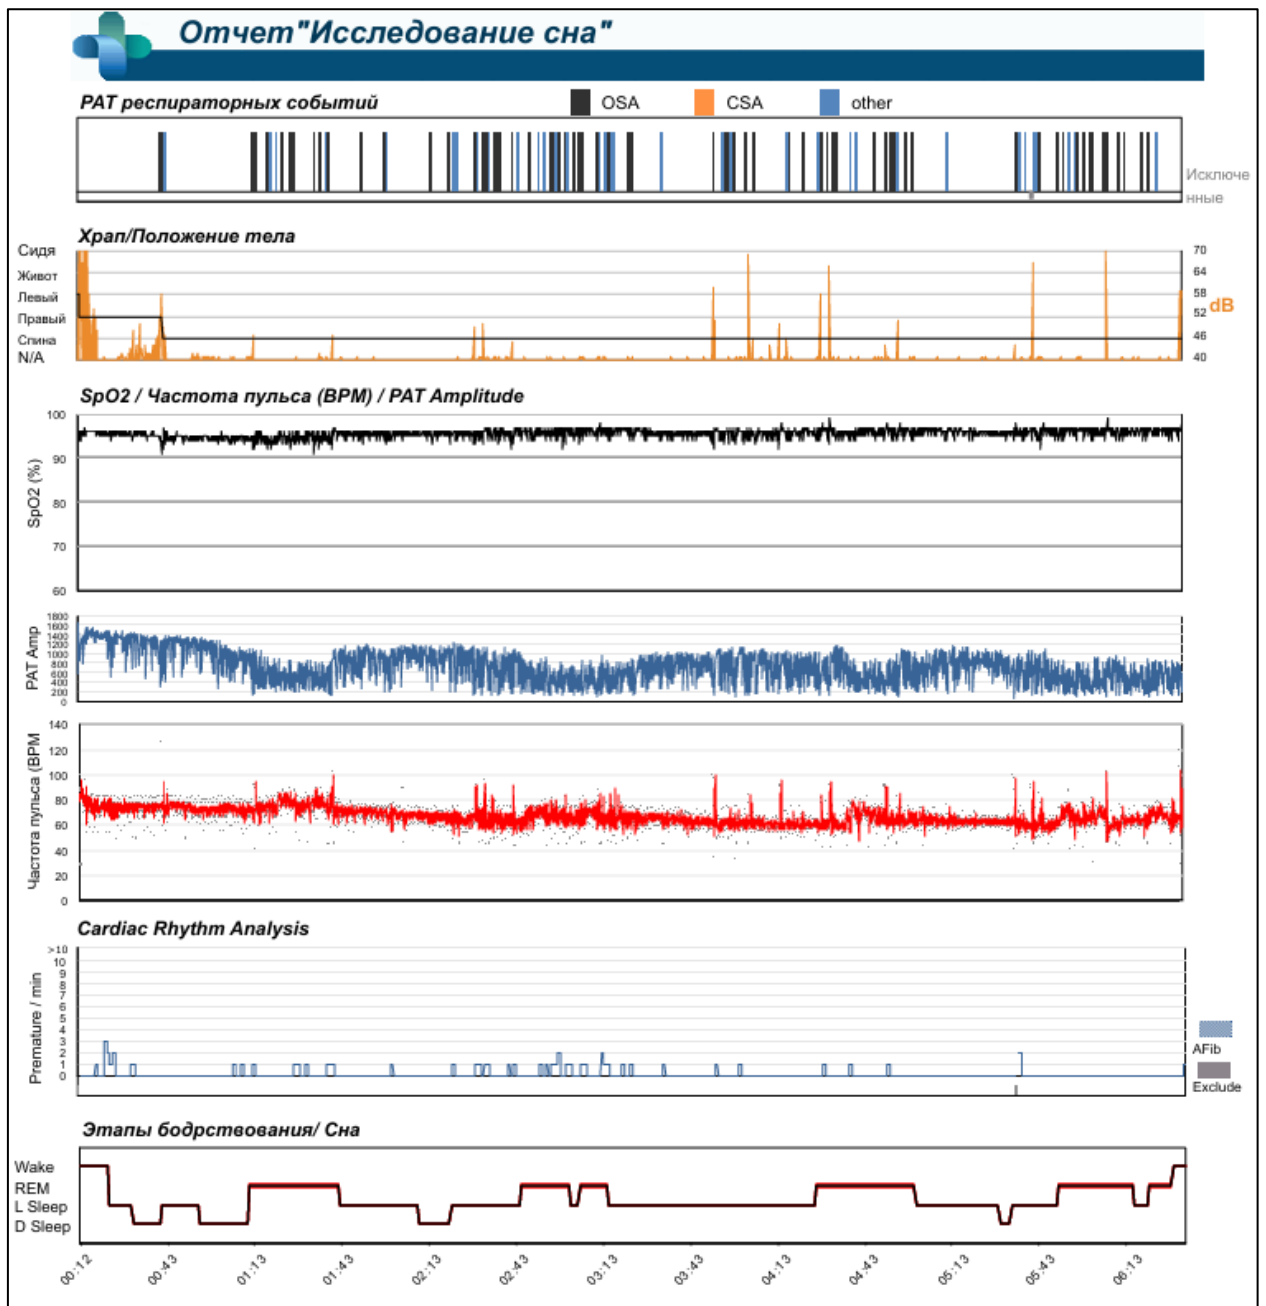 Отчет"Исследование сна"
PAT респираторных событий
OSA
CSA
other
Исключе
нные
Храп/Положение тела
Сидя
Живот
Левый
Правый
Спина
N/A
70
64
58
52
46
40
dB
SpO2 / Частота пульса (BPM) / PAT Amplitude
SpO2 (%)
100
90
80
70
60
PAT Amp
1800
1600
1400
1200
1000
800
600
400
200
0
Частота пульса (BPM
140
120
100
80
60
40
20
0
Cardiac Rhythm Analysis
Premature / min
>10
10
9
8
7
6
5
4
3
2
1
0
AFib
Exclude
Этапы бодрствования/ Сна
Wake
REM
L Sleep
D Sleep
00:12
00:43
01:13
01:43
02:13
02:43
03:13
03:43
04:13
04:43
05:13
05:43
06:13